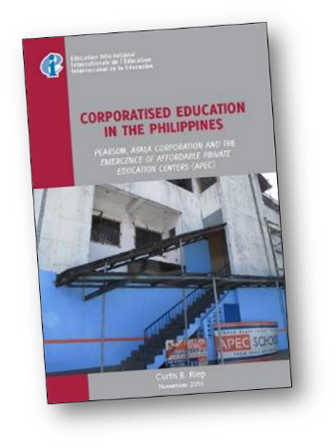 Education International
Internationale de l'Education
Internacional de la Educación
CORPORATISED EDUCATION
IN THE PHILIPPINES
PEARSON, AYALA CORPORATION AND THE
EMERGENCE OF AFFORDABLE PRIVATE
EDUCATION CENTERS (APEC)
APEC SCHOO
Curtis B. Riep
November 2015